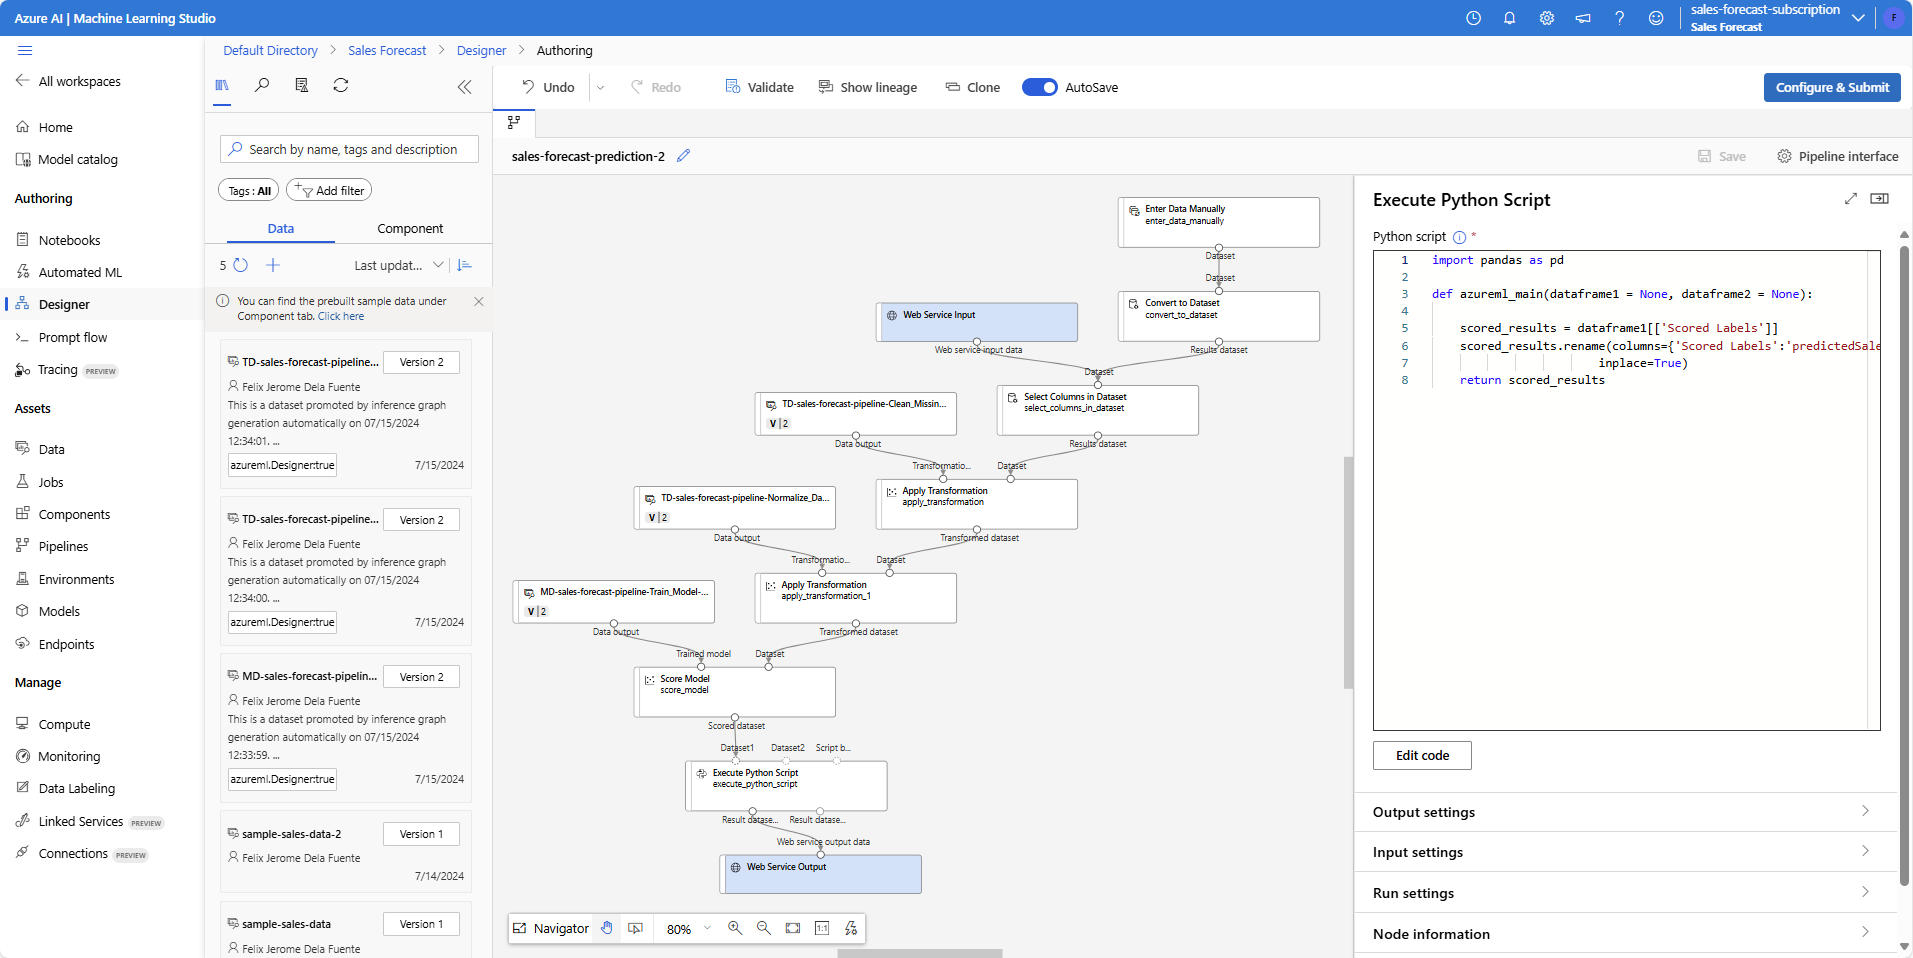 Azure AI | Machine Learning Studio
sales-forecast-subscription
Sales Forecast
F
All workspaces
Home
Model catalog
Authoring
Notebooks
Automated ML
Designer
Prompt flow
Tracing PREVIEW
Assets
Data
Jobs
Components
Pipelines
Environments
Models
Endpoints
Manage
Compute
Monitoring
Data Labeling
Linked Services PREVIEW
Connections PREVIEW
Default Directory > Sales Forecast > Designer > Authoring
Search by name, tags and description
Tags : All
Add filter
Data
Component
5
Last updat...
You can find the prebuilt sample data under
Component tab. Click here
TD-sales-forecast-pipeline...
Version 2
Felix Jerome Dela Fuente
This is a dataset promoted by inference graph
generation automatically on 07/15/2024
12:34:01. ...
azureml.Designer:true
7/15/2024
TD-sales-forecast-pipeline...
Version 2
Felix Jerome Dela Fuente
This is a dataset promoted by inference graph
generation automatically on 07/15/2024
12:34:00. ...
azureml.Designer:true
7/15/2024
MD-sales-forecast-pipelin...
Version 2
Felix Jerome Dela Fuente
This is a dataset promoted by inference graph
generation automatically on 07/15/2024
12:33:59. ...
azureml.Designer:true
7/15/2024
sample-sales-data-2
Version 1
Felix Jerome Dela Fuente
7/14/2024
sample-sales-data
Version 1
Felix Jerome Dela Fuente
Undo
Redo
Validate
Show lineage
Clone
AutoSave
Configure & Submit
sales-forecast-prediction-2
Save
Pipeline interface
Enter Data Manually
enter_data_manually
Dataset
Dataset
Convert to Dataset
convert_to_dataset
Results dataset
Web Service Input
Web service input data
Dataset
Select Columns in Dataset
select_columns_in_dataset
Results dataset
TD-sales-forecast-pipeline-Clean_Missin...
V | 2
Data output
Transformatio...
Dataset
Apply Transformation
apply_transformation
Transformed dataset
TD-sales-forecast-pipeline-Normalize_Da...
V | 2
Data output
Transformatio...
Dataset
Apply Transformation
apply_transformation_1
Transformed dataset
MD-sales-forecast-pipeline-Train_Model-...
V | 2
Data output
Trained model
Dataset
Score Model
score_model
Scored dataset
Dataset1
Dataset2
Script b...
Execute Python Script
execute_python_script
Result datase...
Result datase...
Web service output data
Web Service Output
Navigator
80%
1:1
Execute Python Script
Python script *
1 import pandas as pd
2
3 def azureml_main(dataframe1 = None, dataframe2 = None):
4
5 scored_results = dataframe1[['Scored Labels']]
6 scored_results.rename(columns={'Scored Labels':'predictedSale
7 inplace=True)
8 return scored_results
Edit code
Output settings
Input settings
Run settings
Node information